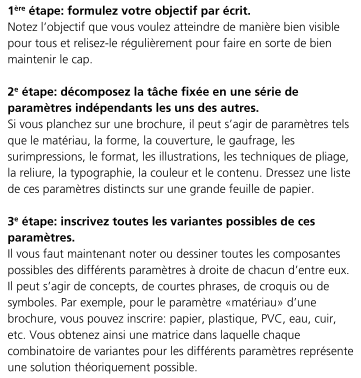 1ère étape: formulez votre objectif par écrit.
Notez l'objectif que vous voulez atteindre de manière bien visible
pour tous et relisez-le régulièrement pour faire en sorte de bien
maintenir le cap.
2e étape: décomposez la tâche fixée en une série de
paramètres indépendants les uns des autres.
Si vous planchez sur une brochure, il peut s'agir de paramètres tels
que le matériau, la forme, la couverture, le gaufrage, les
surimpressions, le format, les illustrations, les techniques de pliage,
la reliure, la typographie, la couleur et le contenu. Dressez une liste
de ces paramètres distincts sur une grande feuille de papier.
3e étape: inscrivez toutes les variantes possibles de ces
paramètres.
Il vous faut maintenant noter ou dessiner toutes les composantes
possibles des différents paramètres à droite de chacun d'entre eux.
Il peut s'agir de concepts, de courtes phrases, de croquis ou de
symboles. Par exemple, pour le paramètre «matériau» d'une
brochure, vous pouvez inscrire: papier, plastique, PVC, eau, cuir,
etc. Vous obtenez ainsi une matrice dans laquelle chaque
combinatoire de variantes pour les différents paramètres représente
une solution théoriquement possible.